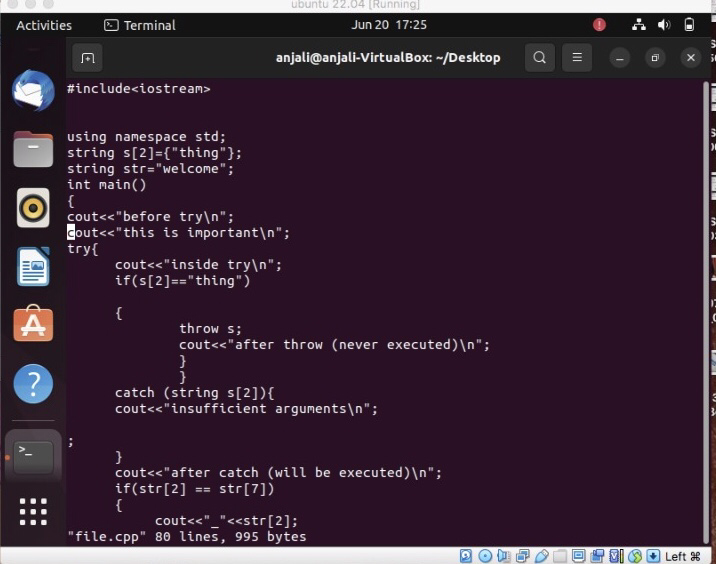 ubuntu 22.04 [Running]
Activities
Terminal
Jun 20 17:25
anjali@anjali-VirtualBox: ~/Desktop
#include<iostream>
using namespace std;
string s[2]={"thing"};
string str="welcome";
int main()
{
cout<<"before try\n";
cout<<"this is important\n";
try{
cout<<"inside try\n";
if(s[2]=="thing")
{
throw s;
cout<<"after throw (never executed)\n";
}
}
catch (string s[2]){
cout<<"insufficient arguments\n";
;
}
cout<<"after catch (will be executed)\n";
if(str[2] == str[7])
{
cout<<"_"<<str[2];
"file.cpp" 80 lines, 995 bytes
Left ⌘